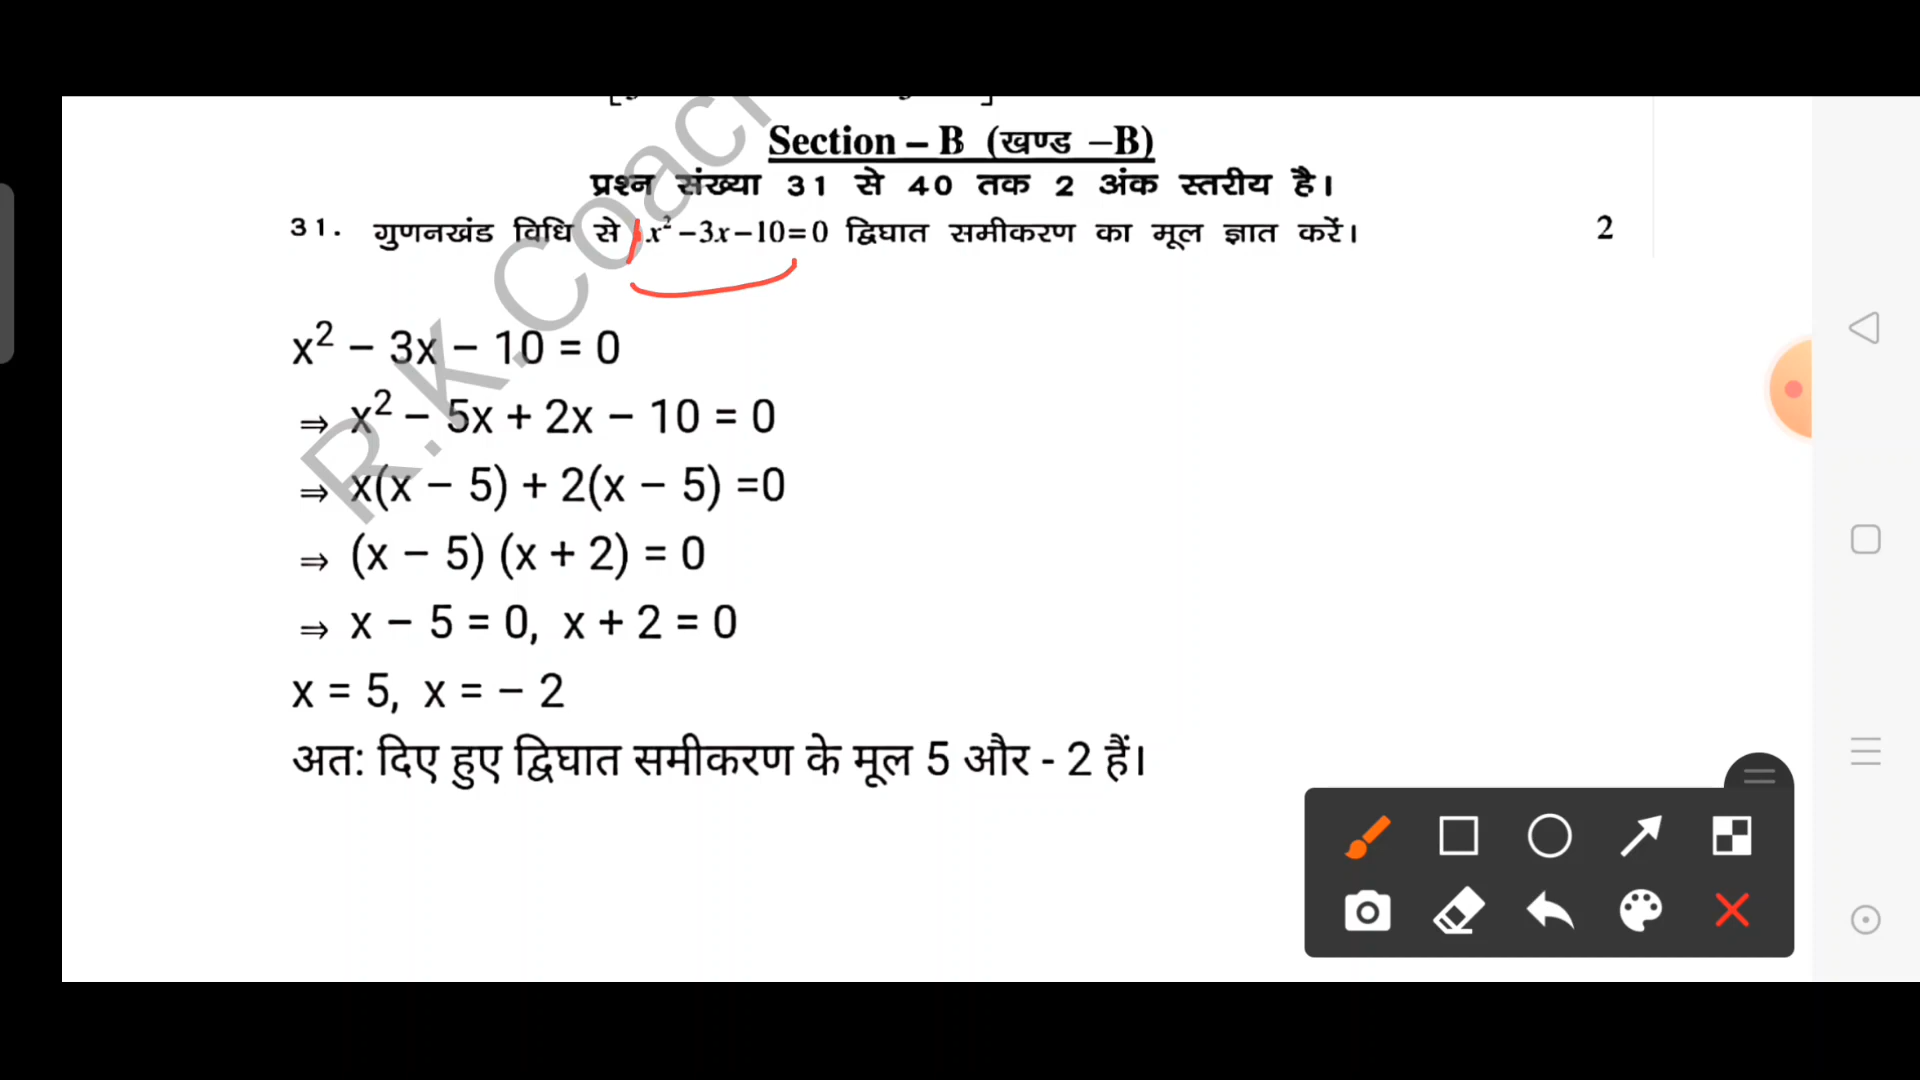 Section – B (खण्ड –B)
प्रश्न संख्या 31 से 40 तक 2 अंक स्तरीय है।
31. गुणनखंड विधि से x² – 3x – 10 = 0 द्विघात समीकरण का मूल ज्ञात करें। 2
x² – 3x – 10 = 0
⇒ x² – 5x + 2x – 10 = 0
⇒ x(x – 5) + 2(x – 5) =0
⇒ (x – 5) (x + 2) = 0
⇒ x – 5 = 0, x + 2 = 0
x = 5, x = – 2
अत: दिए हुए द्विघात समीकरण के मूल 5 और - 2 हैं।
R.K.Coac